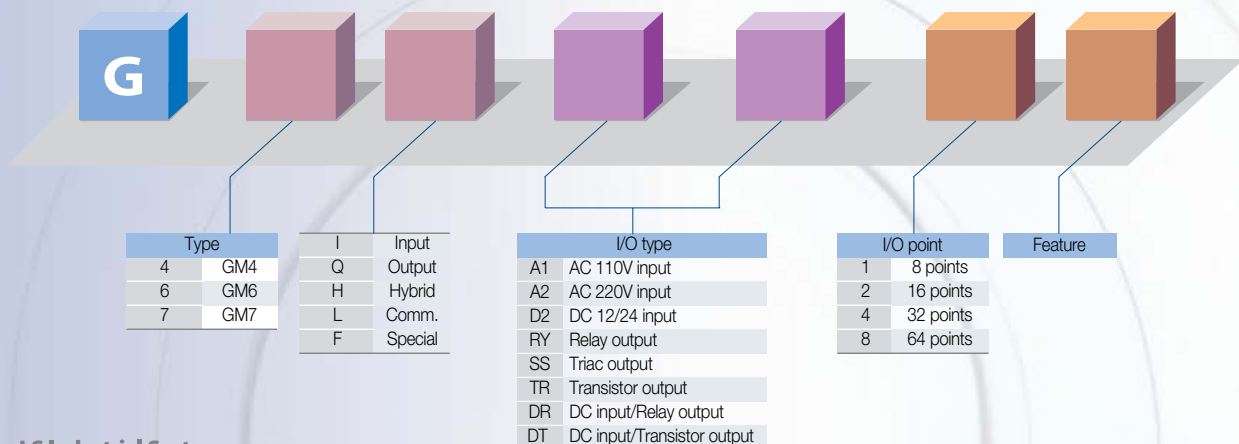 G
Type
4 GM4
6 GM6
7 GM7
I Input
Q Output
H Hybrid
L Comm.
F Special
I/O type
A1 AC 110V input
A2 AC 220V input
D2 DC 12/24 input
RY Relay output
SS Triac output
TR Transistor output
DR DC input/Relay output
DT DC input/Transistor output
I/O point
1 8 points
2 16 points
4 32 points
8 64 points
Feature